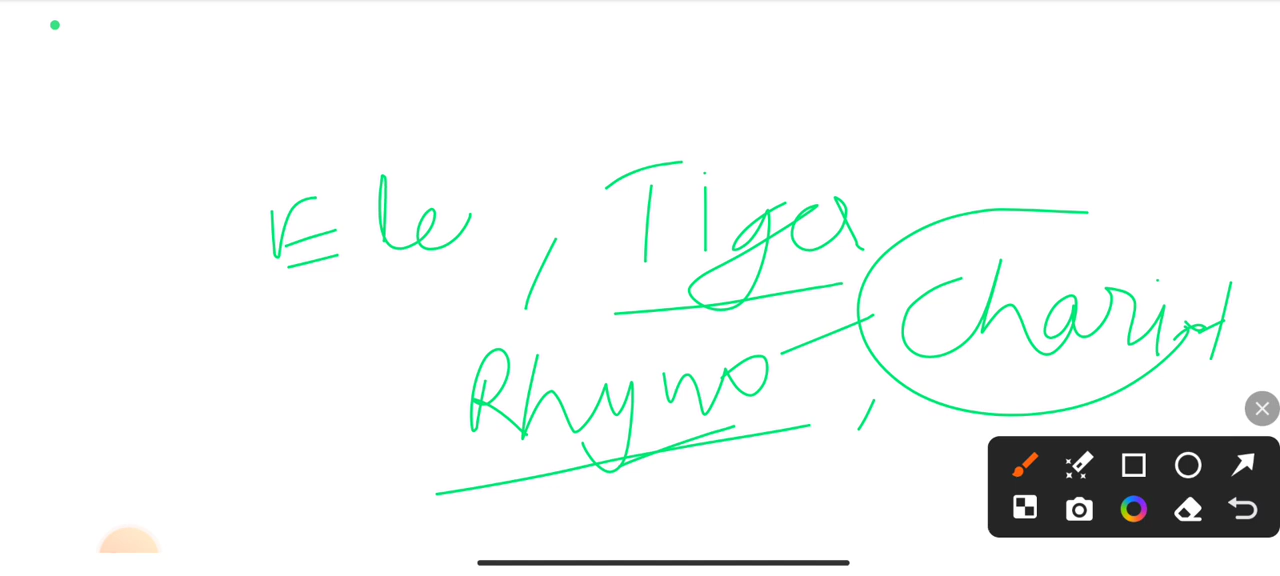 Ele, Tiger
Rhyno - Chariot,